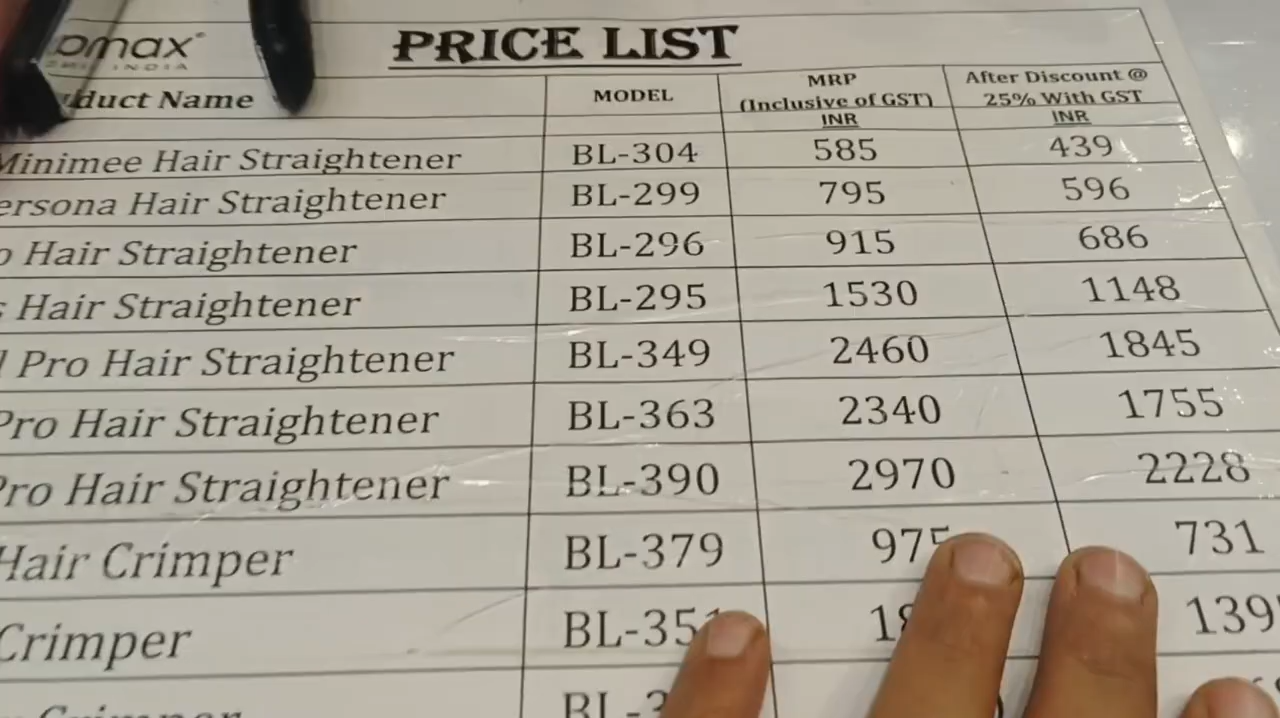 PRICE LIST
Product Name MODEL MRP (Inclusive of GST) INR After Discount @ 25% With GST INR
Minimee Hair Straightener BL-304 585 439
Hair Straightener BL-299 795 596
Hair Straightener BL-296 915 686
Hair Straightener BL-295 1530 1148
Pro Hair Straightener BL-349 2460 1845
Pro Hair Straightener BL-363 2340 1755
Pro Hair Straightener BL-390 2970 2228
Hair Crimper BL-379 975 731
Crimper